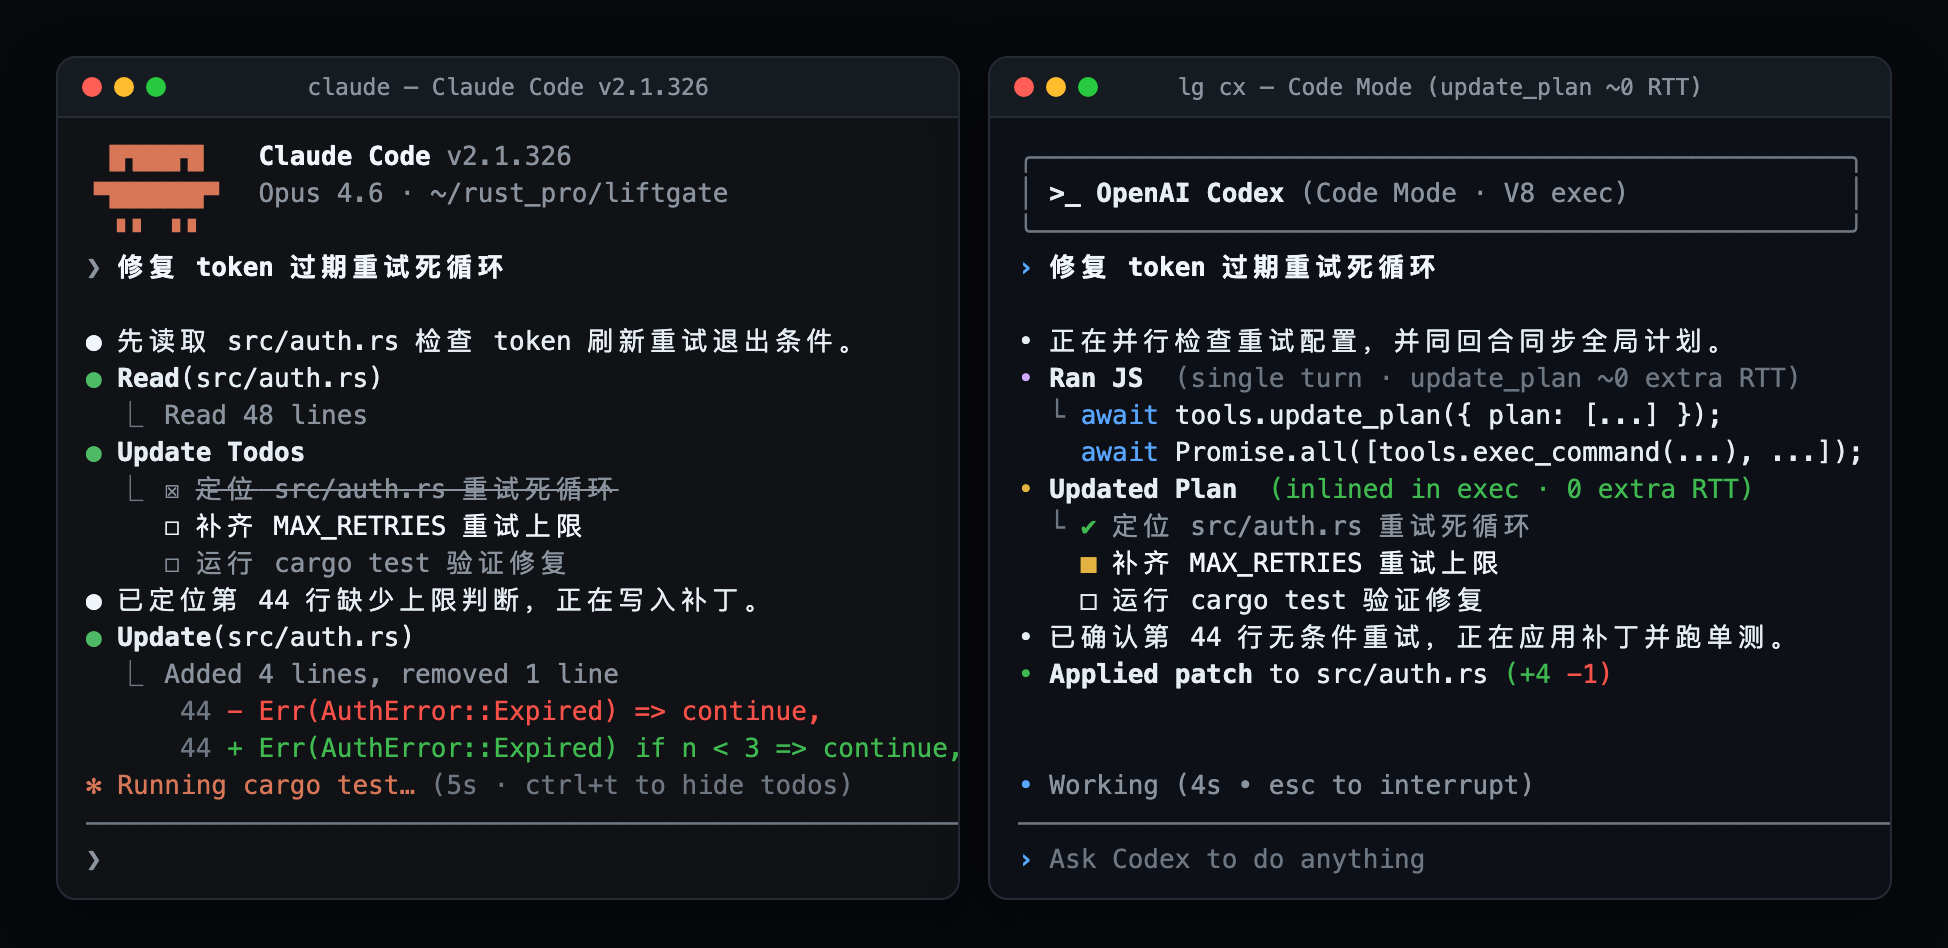 claude — Claude Code v2.1.326
Claude Code v2.1.326
Opus 4.6 · ~/rust_pro/liftgate
❯ 修复 token 过期重试死循环
● 先读取 src/auth.rs 检查 token 刷新重试退出条件。
● Read(src/auth.rs)
⎿ Read 48 lines
● Update Todos
⎿ ☒ 定位 src/auth.rs 重试死循环
☐ 补齐 MAX_RETRIES 重试上限
☐ 运行 cargo test 验证修复
● 已定位第 44 行缺少上限判断，正在写入补丁。
● Update(src/auth.rs)
⎿ Added 4 lines, removed 1 line
44 - Err(AuthError::Expired) => continue,
44 + Err(AuthError::Expired) if n < 3 => continue,
✻ Running cargo test… (5s · ctrl+t to hide todos)
❯
lg cx — Code Mode (update_plan ~0 RTT)
>_ OpenAI Codex (Code Mode · V8 exec)
› 修复 token 过期重试死循环
• 正在并行检查重试配置，并同回合同步全局计划。
• Ran JS (single turn · update_plan ~0 extra RTT)
└ await tools.update_plan({ plan: [...] });
await Promise.all([tools.exec_command(...), ...]);
• Updated Plan (inlined in exec · 0 extra RTT)
└ ✔ 定位 src/auth.rs 重试死循环
■ 补齐 MAX_RETRIES 重试上限
□ 运行 cargo test 验证修复
• 已确认第 44 行无条件重试，正在应用补丁并跑单测。
• Applied patch to src/auth.rs (+4 −1)
• Working (4s • esc to interrupt)
› Ask Codex to do anything